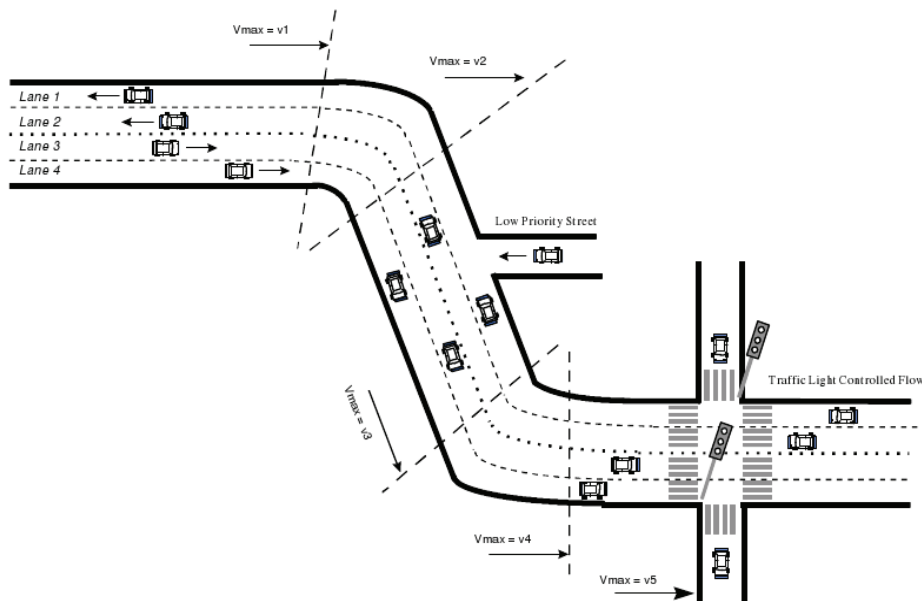 Vmax = v1
Vmax = v2
Lane 1
Lane 2
Lane 3
Lane 4
Low Priority Street
Traffic Light Controlled Flow
Vmax = v3
Vmax = v4
Vmax = v5